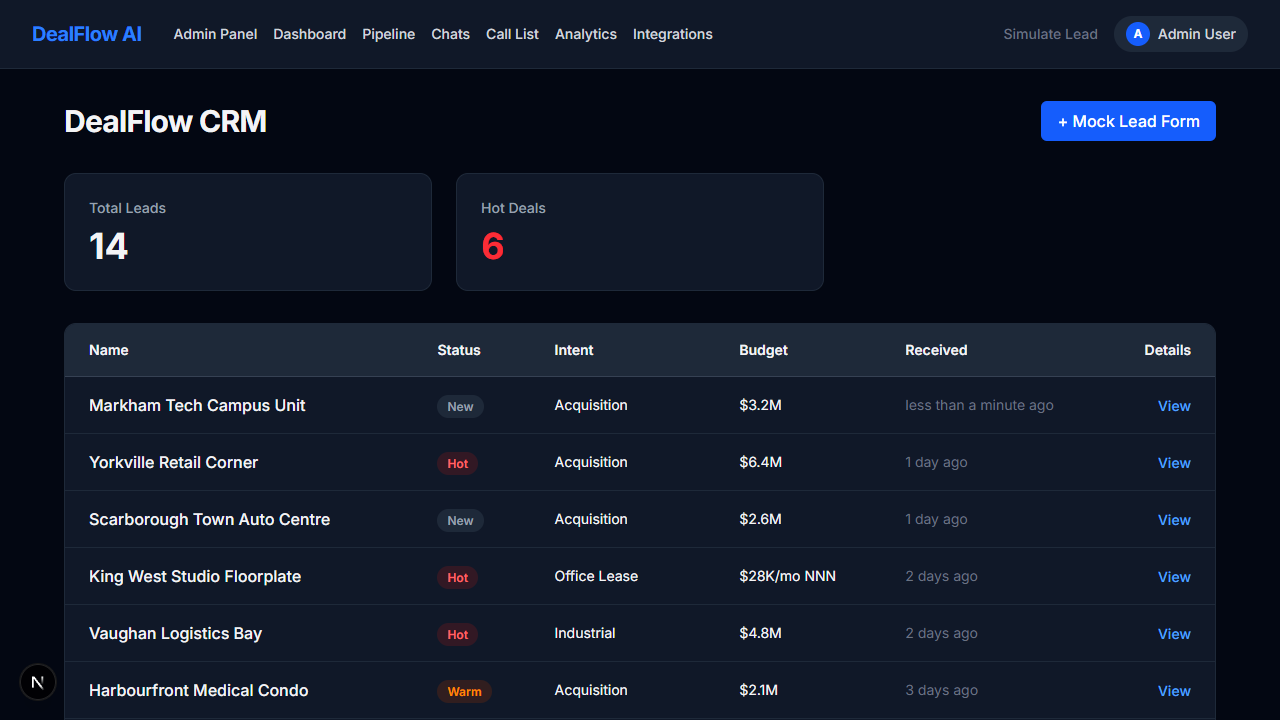 DealFlow AI Admin Panel Dashboard Pipeline Chats Call List Analytics Integrations Simulate Lead A Admin User
DealFlow CRM + Mock Lead Form
Total Leads Hot Deals
14 6
Name Status Intent Budget Received Details
Markham Tech Campus Unit New Acquisition $3.2M less than a minute ago View
Yorkville Retail Corner Hot Acquisition $6.4M 1 day ago View
Scarborough Town Auto Centre New Acquisition $2.6M 1 day ago View
King West Studio Floorplate Hot Office Lease $28K/mo NNN 2 days ago View
Vaughan Logistics Bay Hot Industrial $4.8M 2 days ago View
N Harbourfront Medical Condo Warm Acquisition $2.1M 3 days ago View